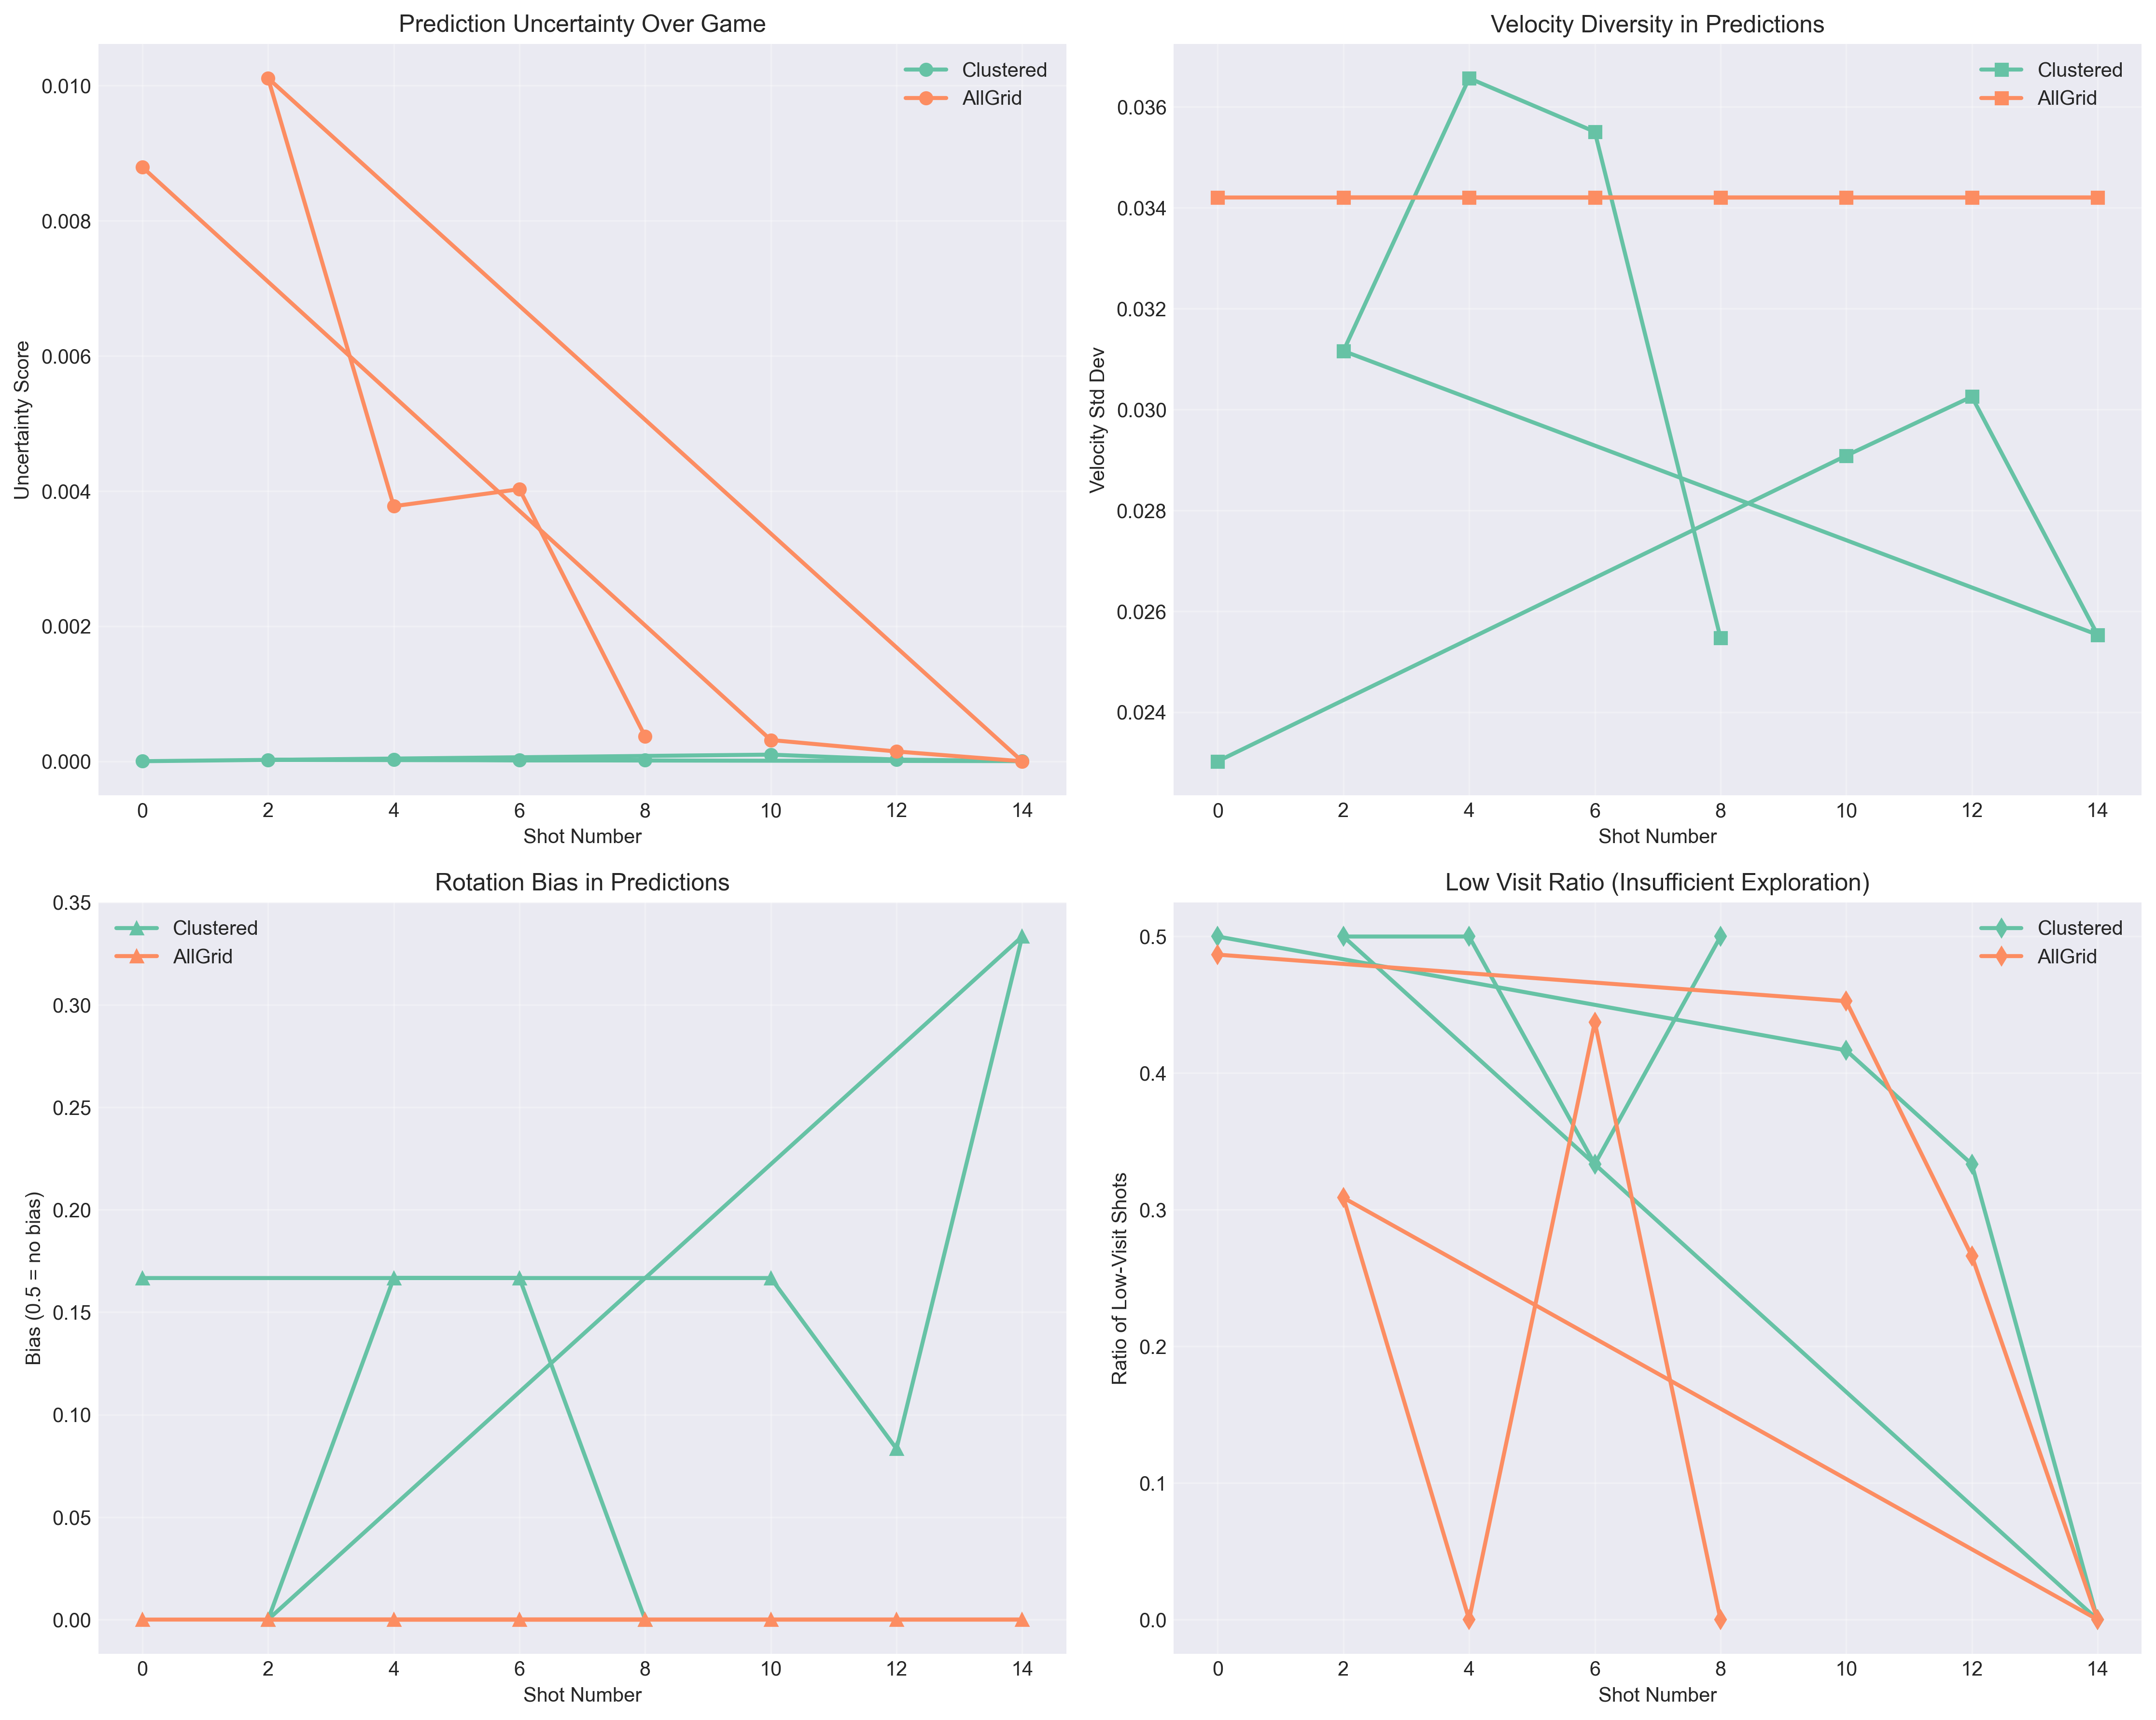 Prediction Uncertainty Over Game
Clustered
AllGrid
Uncertainty Score
0.010
0.008
0.006
0.004
0.002
0.000
0 2 4 6 8 10 12 14
Shot Number
Velocity Diversity in Predictions
Clustered
AllGrid
Velocity Std Dev
0.036
0.034
0.032
0.030
0.028
0.026
0.024
0 2 4 6 8 10 12 14
Shot Number
Rotation Bias in Predictions
Clustered
AllGrid
Bias (0.5 = no bias)
0.35
0.30
0.25
0.20
0.15
0.10
0.05
0.00
0 2 4 6 8 10 12 14
Shot Number
Low Visit Ratio (Insufficient Exploration)
Clustered
AllGrid
Ratio of Low-Visit Shots
0.5
0.4
0.3
0.2
0.1
0.0
0 2 4 6 8 10 12 14
Shot Number